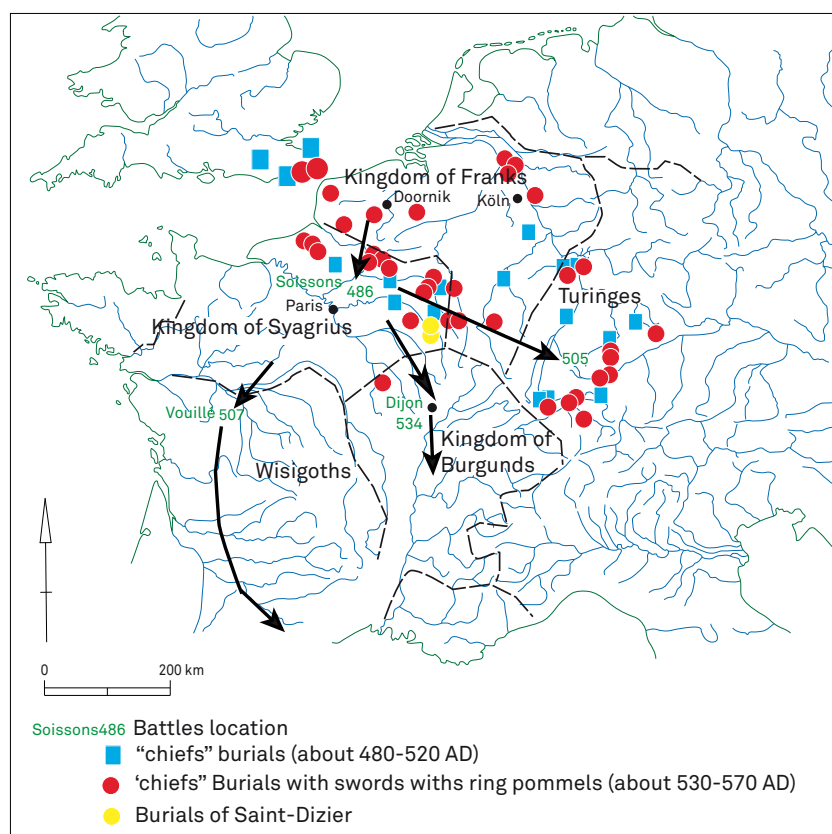 Kingdom of Franks
Doornik
Köln
Soissons
486
Turinges
Paris
Kingdom of Syagrius
505
Vouillé 507
Dijon
534
Kingdom of
Burgunds
Wisigoths
0
200 km
Soissons486 Battles location
“chiefs” burials (about 480-520 AD)
‘chiefs” Burials with swords withs ring pommels (about 530-570 AD)
Burials of Saint-Dizier